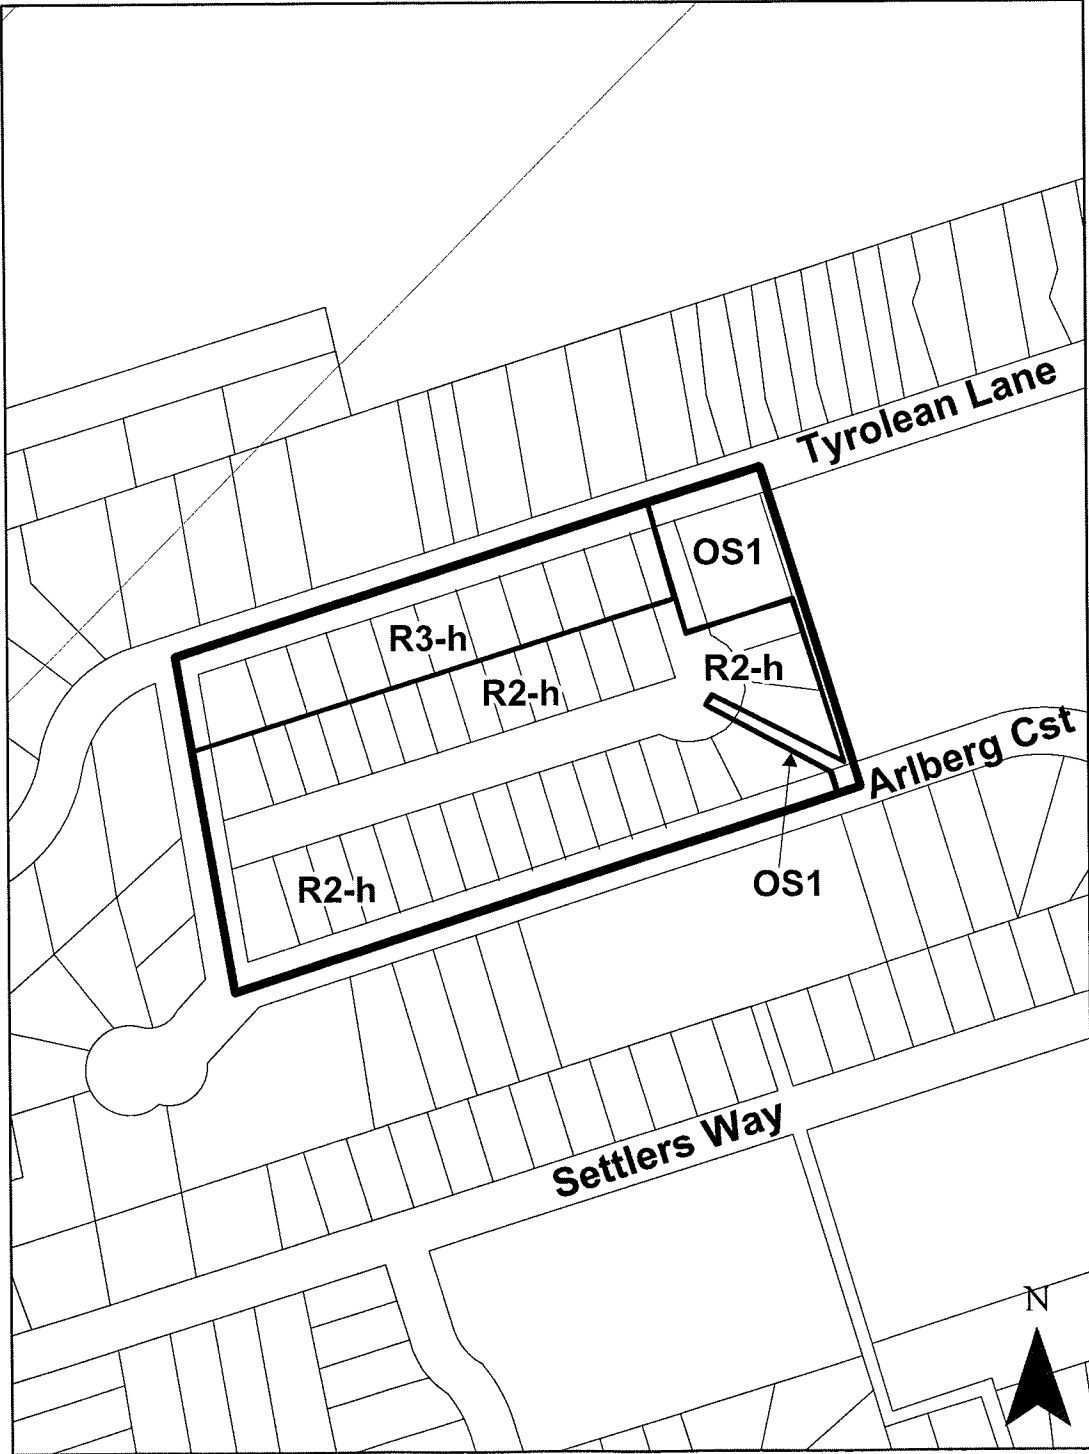 Tyrolean Lane
OS1
R3-h
R2-h
R2-h
Arlberg Cst
OS1
R2-h
Settlers Way
N